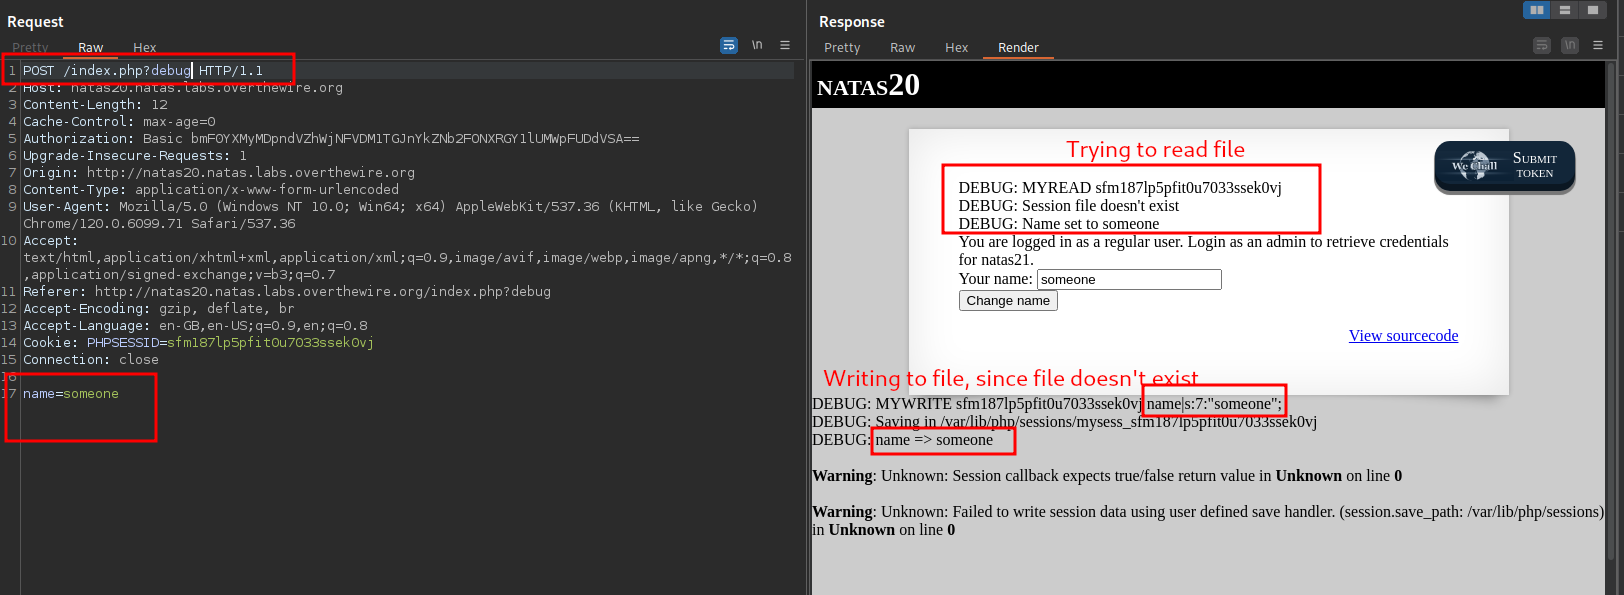 Request
Pretty Raw Hex
\n
1 POST /index.php?debug HTTP/1.1
2 Host: natas20.natas.labs.overthewire.org
3 Content-Length: 12
4 Cache-Control: max-age=0
5 Authorization: Basic bmF0YXMyMDpndVZhWjNFVDM1TGJnYkZNb2FONXRGY1lUMWpFUDdVSA==
6 Upgrade-Insecure-Requests: 1
7 Origin: http://natas20.natas.labs.overthewire.org
8 Content-Type: application/x-www-form-urlencoded
9 User-Agent: Mozilla/5.0 (Windows NT 10.0; Win64; x64) AppleWebKit/537.36 (KHTML, like Gecko)
Chrome/120.0.6099.71 Safari/537.36
10 Accept:
text/html,application/xhtml+xml,application/xml;q=0.9,image/avif,image/webp,image/apng,*/*;q=0.8
,application/signed-exchange;v=b3;q=0.7
11 Referer: http://natas20.natas.labs.overthewire.org/index.php?debug
12 Accept-Encoding: gzip, deflate, br
13 Accept-Language: en-GB,en-US;q=0.9,en;q=0.8
14 Cookie: PHPSESSID=sfm187lp5pfit0u7033ssek0vj
15 Connection: close
16
17 name=someone
Response
Pretty Raw Hex Render
\n
NATAS20
Trying to read file
We Chall SUBMIT
TOKEN
DEBUG: MYREAD sfm187lp5pfit0u7033ssek0vj
DEBUG: Session file doesn't exist
DEBUG: Name set to someone
You are logged in as a regular user. Login as an admin to retrieve credentials
for natas21.
Your name: someone
Change name
View sourcecode
Writing to file, since file doesn't exist
DEBUG: MYWRITE sfm187lp5pfit0u7033ssek0vj name|s:7:"someone";
DEBUG: Saving in /var/lib/php/sessions/mysess_sfm187lp5pfit0u7033ssek0vj
DEBUG: name => someone
Warning: Unknown: Session callback expects true/false return value in Unknown on line 0
Warning: Unknown: Failed to write session data using user defined save handler. (session.save_path: /var/lib/php/sessions)
in Unknown on line 0